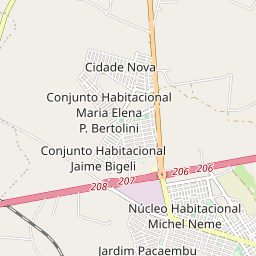 Cidade Nova
Conjunto Habitacional
Maria Elena
P. Bertolini
Conjunto Habitacional
Jaime Bigeli
206 206
208 207
Núcleo Habitacional
Michel Neme
Jardim Pacaembu